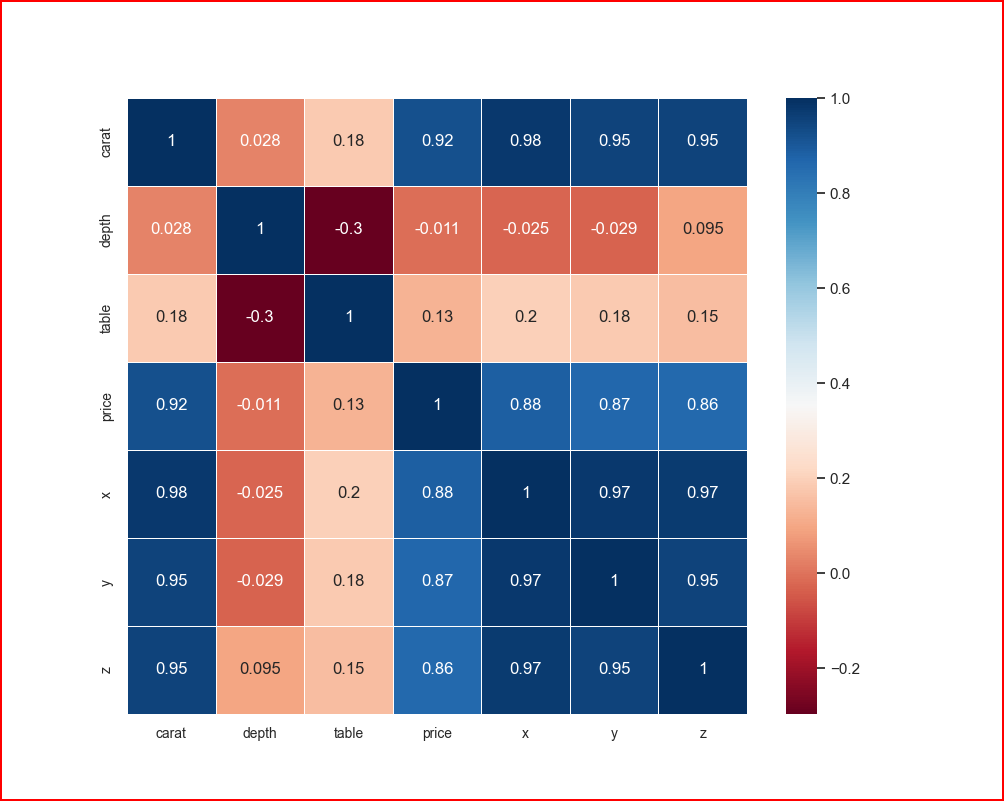 carat 1 0.028 0.18 0.92 0.98 0.95 0.95
depth 0.028 1 -0.3 -0.011 -0.025 -0.029 0.095
table 0.18 -0.3 1 0.13 0.2 0.18 0.15
price 0.92 -0.011 0.13 1 0.88 0.87 0.86
x 0.98 -0.025 0.2 0.88 1 0.97 0.97
y 0.95 -0.029 0.18 0.87 0.97 1 0.95
z 0.95 0.095 0.15 0.86 0.97 0.95 1
carat depth table price x y z
1.0
0.8
0.6
0.4
0.2
0.0
−0.2